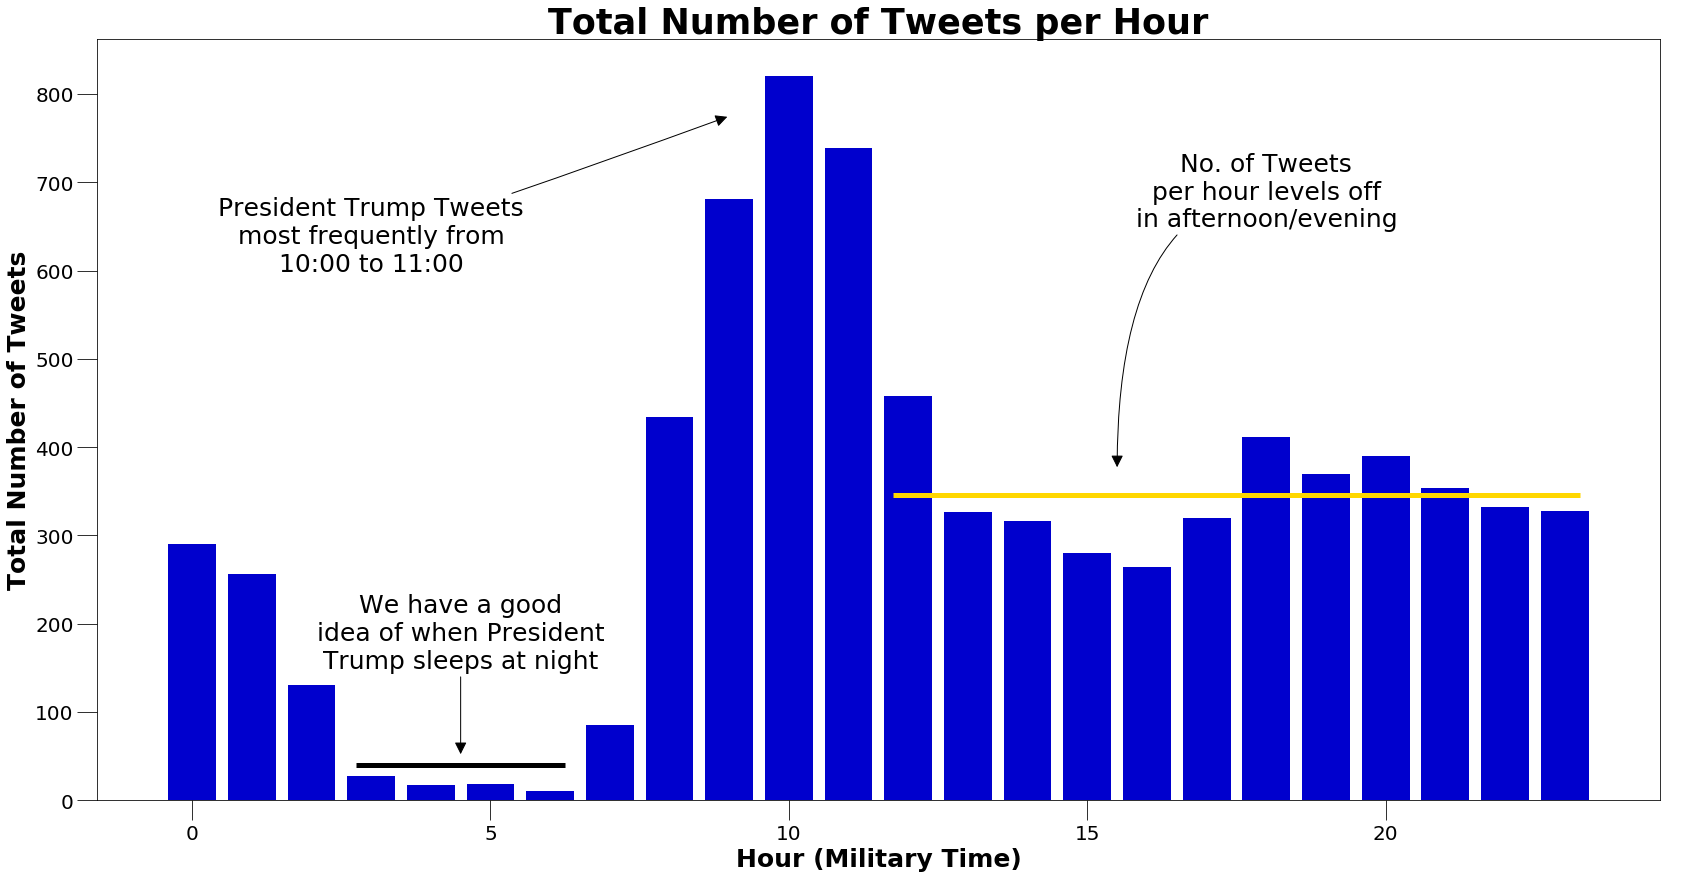 Total Number of Tweets per Hour
Total Number of Tweets
800
700
600
500
400
300
200
100
0
President Trump Tweets
most frequently from
10:00 to 11:00
No. of Tweets
per hour levels off
in afternoon/evening
We have a good
idea of when President
Trump sleeps at night
0 5 10 15 20
Hour (Military Time)